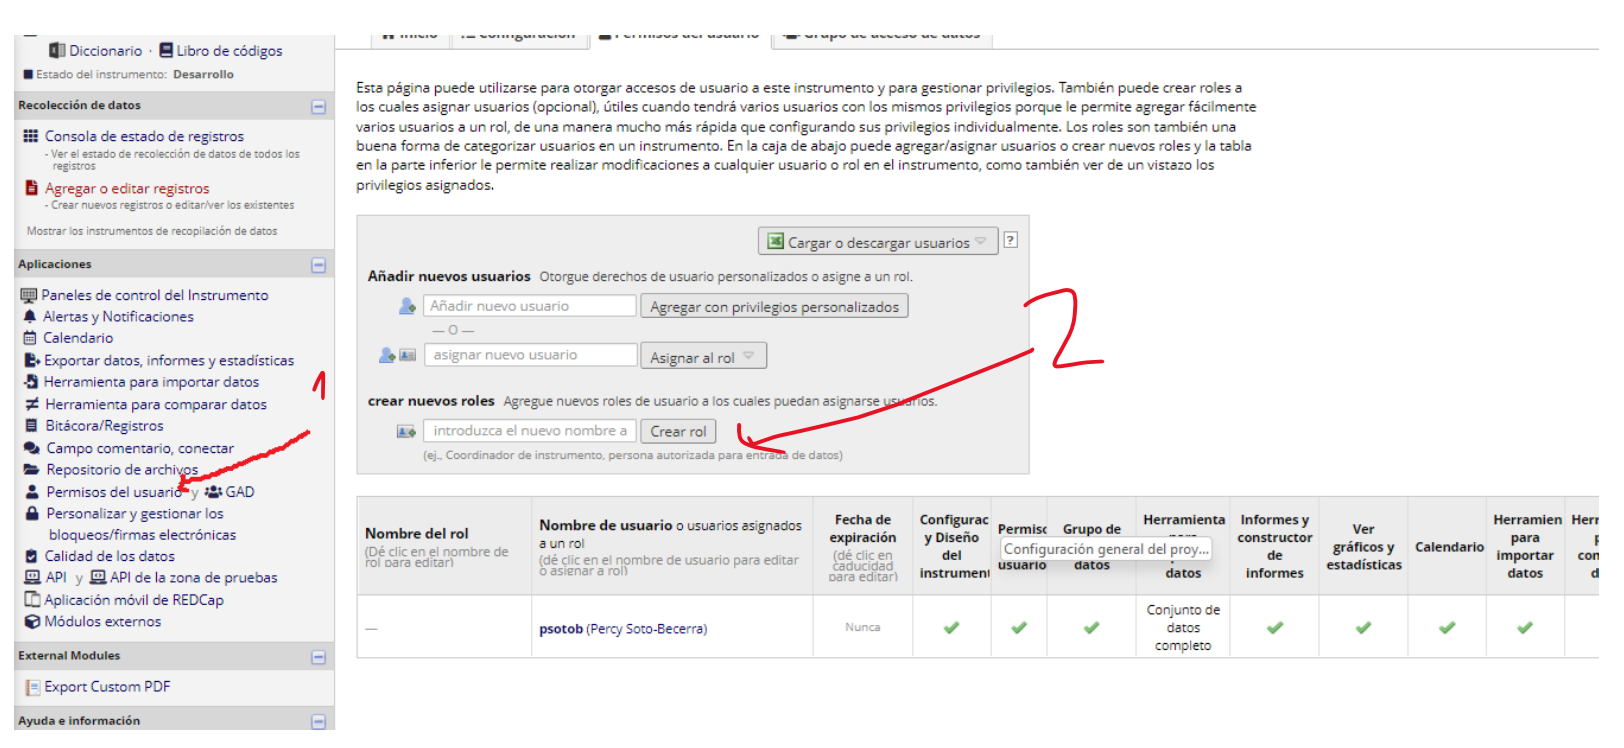 Diccionario · Libro de códigos
Estado del instrumento: Desarrollo
Recolección de datos
Consola de estado de registros
- Ver el estado de recolección de datos de todos los
registros
Agregar o editar registros
- Crear nuevos registros o editar/ver los existentes
Mostrar los instrumentos de recopilación de datos
Aplicaciones
Paneles de control del Instrumento
Alertas y Notificaciones
Calendario
Exportar datos, informes y estadísticas
Herramienta para importar datos
Herramienta para comparar datos
Bitácora/Registros
Campo comentario, conectar
Repositorio de archivos
Permisos del usuario y GAD
Personalizar y gestionar los
bloqueos/firmas electrónicas
Calidad de los datos
API y API de la zona de pruebas
Aplicación móvil de REDCap
Módulos externos
External Modules
Export Custom PDF
Ayuda e información
1
Inicio Configuración Permisos del usuario Grupo de acceso de datos
Esta página puede utilizarse para otorgar accesos de usuario a este instrumento y para gestionar privilegios. También puede crear roles a
los cuales asignar usuarios (opcional), útiles cuando tendrá varios usuarios con los mismos privilegios porque le permite agregar fácilmente
varios usuarios a un rol, de una manera mucho más rápida que configurando sus privilegios individualmente. Los roles son también una
buena forma de categorizar usuarios en un instrumento. En la caja de abajo puede agregar/asignar usuarios o crear nuevos roles y la tabla
en la parte inferior le permite realizar modificaciones a cualquier usuario o rol en el instrumento, como también ver de un vistazo los
privilegios asignados.
Cargar o descargar usuarios ?
Añadir nuevos usuarios Otorgue derechos de usuario personalizados o asigne a un rol.
Añadir nuevo usuario Agregar con privilegios personalizados
— O —
asignar nuevo usuario Asignar al rol
2
crear nuevos roles Agregue nuevos roles de usuario a los cuales puedan asignarse usuarios.
introduzca el nuevo nombre a Crear rol
(ej., Coordinador de instrumento, persona autorizada para entrada de datos)
Nombre del rol
(Dé clic en el nombre de
rol para editar)
Nombre de usuario o usuarios asignados
a un rol
(dé clic en el nombre de usuario para editar
o asignar a rol)
Fecha de
expiración
(dé clic en
caducidad
para editar)
Configurac
y Diseño
del
instrumen
Permisc
usuario
Grupo de
datos
Herramienta
datos
Configuración general del proy...
Informes y
constructor
de
informes
Ver
gráficos y
estadísticas
Calendario
Herramien
para
importar
datos
—
psotob (Percy Soto-Becerra)
Nunca
Conjunto de
datos
completo